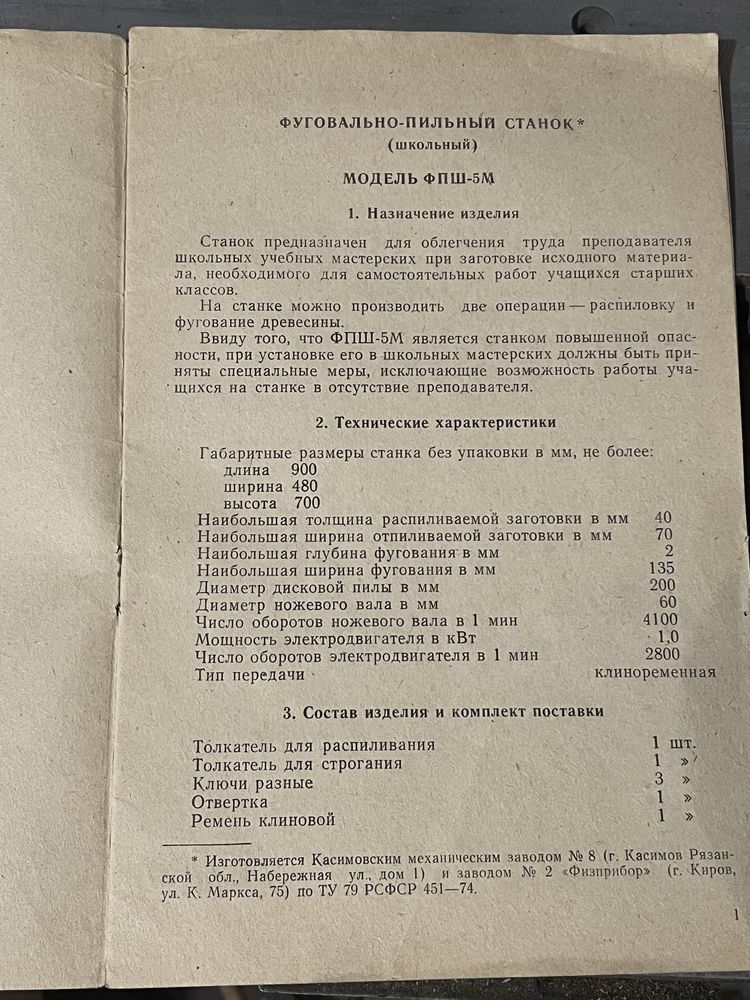 ФУГОВАЛЬНО-ПИЛЬНЫЙ СТАНОК*
(школьный)
МОДЕЛЬ ФПШ-5М
1. Назначение изделия
Станок предназначен для облегчения труда преподавателя
школьных учебных мастерских при заготовке исходного материа-
ла, необходимого для самостоятельных работ учащихся старших
классов.
На станке можно производить две операции — распиловку и
фугование древесины.
Ввиду того, что ФПШ-5М является станком повышенной опас-
ности, при установке его в школьных мастерских должны быть при-
няты специальные меры, исключающие возможность работы уча-
щихся на станке в отсутствие преподавателя.
2. Технические характеристики
Габаритные размеры станка без упаковки в мм, не более:
длина 900
ширина 480
высота 700
Наибольшая толщина распиливаемой заготовки в мм 40
Наибольшая ширина отпиливаемой заготовки в мм 70
Наибольшая глубина фугования в мм 2
Наибольшая ширина фугования в мм 135
Диаметр дисковой пилы в мм 200
Диаметр ножевого вала в мм 60
Число оборотов ножевого вала в 1 мин 4100
Мощность электродвигателя в кВт 1,0
Число оборотов электродвигателя в 1 мин 2800
Тип передачи клиноременная
3. Состав изделия и комплект поставки
Толкатель для распиливания 1 шт.
Толкатель для строгания 1 »
Ключи разные 3 »
Отвертка 1 »
Ремень клиновой 1 »
* Изготовляется Касимовским механическим заводом № 8 (г. Касимов Рязан-
ской обл., Набережная ул., дом 1) и заводом № 2 «Физприбор» (г. Киров,
ул. К. Маркса, 75) по ТУ 79 РСФСР 451—74.
1